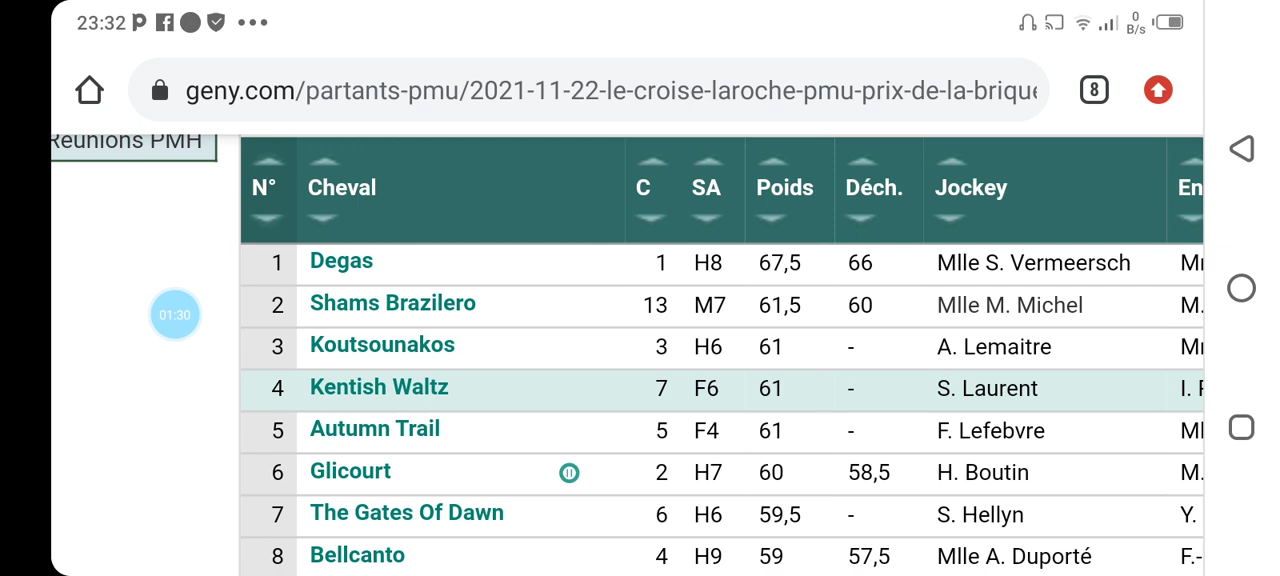 23:32
0
B/s
geny.com/partants-pmu/2021-11-22-le-croise-laroche-pmu-prix-de-la-brique
8
Réunions PMH
N° Cheval C SA Poids Déch. Jockey En
1 Degas 1 H8 67,5 66 Mlle S. Vermeersch
2 Shams Brazilero 13 M7 61,5 60 Mlle M. Michel M.
3 Koutsounakos 3 H6 61 - A. Lemaitre
4 Kentish Waltz 7 F6 61 - S. Laurent I.
5 Autumn Trail 5 F4 61 - F. Lefebvre
6 Glicourt 2 H7 60 58,5 H. Boutin M.
7 The Gates Of Dawn 6 H6 59,5 - S. Hellyn Y.
8 Bellcanto 4 H9 59 57,5 Mlle A. Duporté F.-
01:30